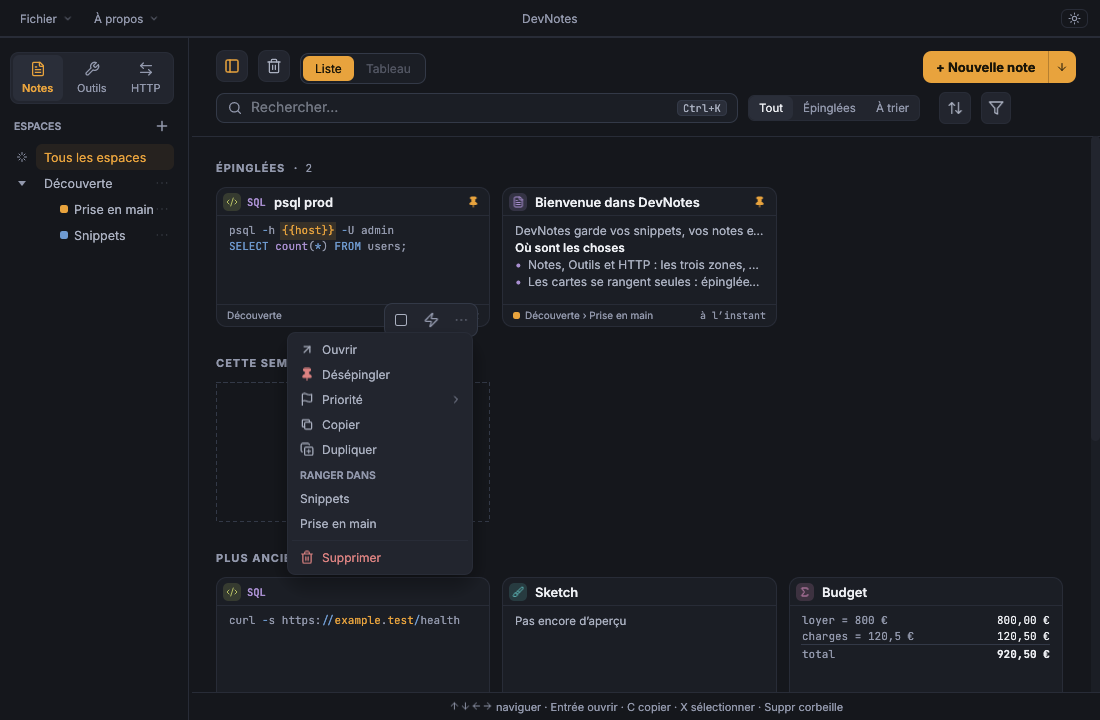 Fichier
À propos
DevNotes
Notes
Outils
HTTP
ESPACES
Tous les espaces
Découverte
Prise en main
Snippets
Liste
Tableau
+ Nouvelle note
Rechercher...
Ctrl+K
Tout
Épinglées
À trier
ÉPINGLÉES · 2
SQL psql prod
psql -h {{host}} -U admin
SELECT count(*) FROM users;
Découverte
Bienvenue dans DevNotes
DevNotes garde vos snippets, vos notes e...
Où sont les choses
• Notes, Outils et HTTP : les trois zones, ...
• Les cartes se rangent seules : épinglée...
Découverte › Prise en main
à l’instant
CETTE SEM
Ouvrir
Désépingler
Priorité
Copier
Dupliquer
RANGER DANS
Snippets
Prise en main
Supprimer
PLUS ANCIE
SQL
curl -s https://example.test/health
Sketch
Pas encore d’aperçu
Budget
loyer = 800 € 800,00 €
charges = 120,5 € 120,50 €
total 920,50 €
↑↓←→ naviguer · Entrée ouvrir · C copier · X sélectionner · Suppr corbeille